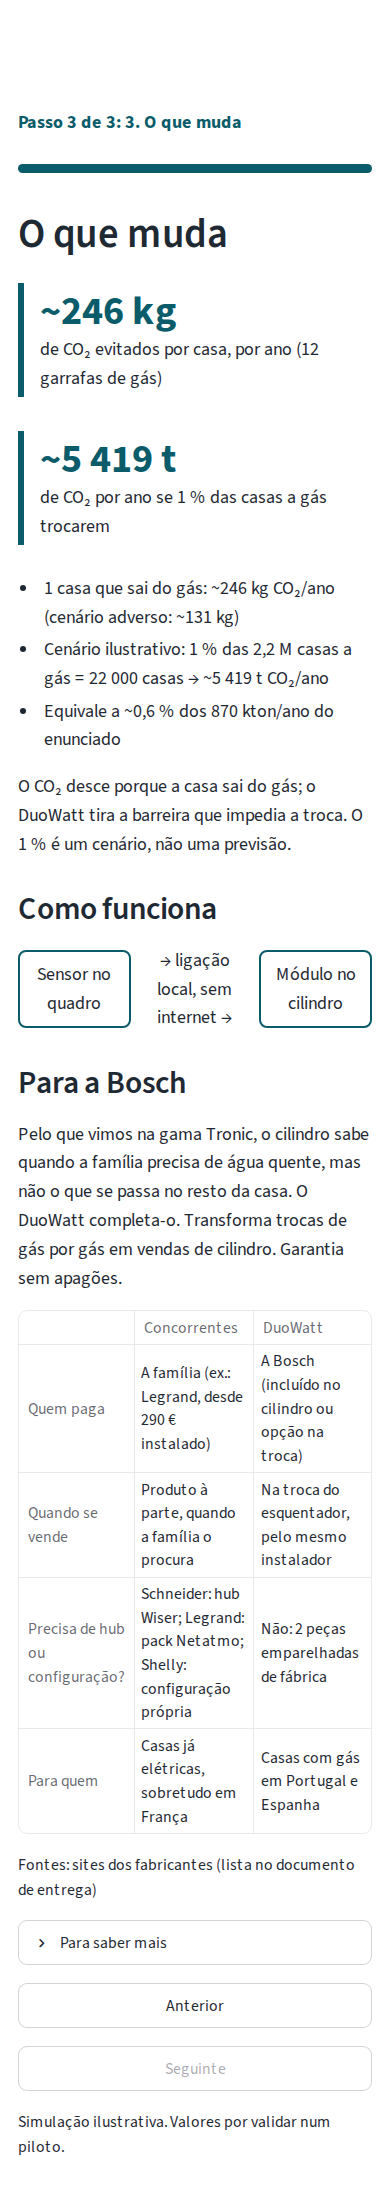 Passo 3 de 3: 3. O que muda
O que muda
~246 kg
de CO₂ evitados por casa, por ano (12
garrafas de gás)
~5 419 t
de CO₂ por ano se 1 % das casas a gás
trocarem
• 1 casa que sai do gás: ~246 kg CO₂/ano
(cenário adverso: ~131 kg)
• Cenário ilustrativo: 1 % das 2,2 M casas a
gás = 22 000 casas → ~5 419 t CO₂/ano
• Equivale a ~0,6 % dos 870 kton/ano do
enunciado
O CO₂ desce porque a casa sai do gás; o
DuoWatt tira a barreira que impedia a troca. O
1 % é um cenário, não uma previsão.
Como funciona
Sensor no
quadro
→ ligação
local, sem
internet →
Módulo no
cilindro
Para a Bosch
Pelo que vimos na gama Tronic, o cilindro sabe
quando a família precisa de água quente, mas
não o que se passa no resto da casa. O
DuoWatt completa-o. Transforma trocas de
gás por gás em vendas de cilindro. Garantia
sem apagões.
Concorrentes
DuoWatt
Quem paga
A família (ex.:
Legrand, desde
290 €
instalado)
A Bosch
(incluído no
cilindro ou
opção na
troca)
Quando se
vende
Produto à
parte, quando
a família o
procura
Na troca do
esquentador,
pelo mesmo
instalador
Precisa de hub
ou
configuração?
Schneider: hub
Wiser; Legrand:
pack Netatmo;
Shelly:
configuração
própria
Não: 2 peças
emparelhadas
de fábrica
Para quem
Casas já
elétricas,
sobretudo em
França
Casas com gás
em Portugal e
Espanha
Fontes: sites dos fabricantes (lista no documento
de entrega)
Para saber mais
Anterior
Seguinte
Simulação ilustrativa. Valores por validar num
piloto.